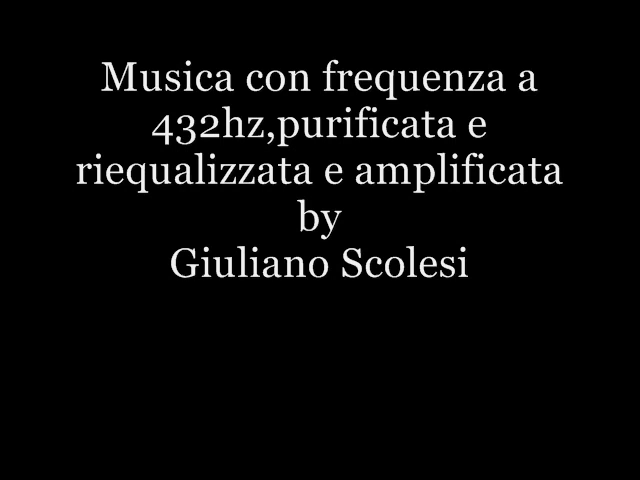 Musica con frequenza a
432hz,purificata e
riequalizzata e amplificata
by
Giuliano Scolesi